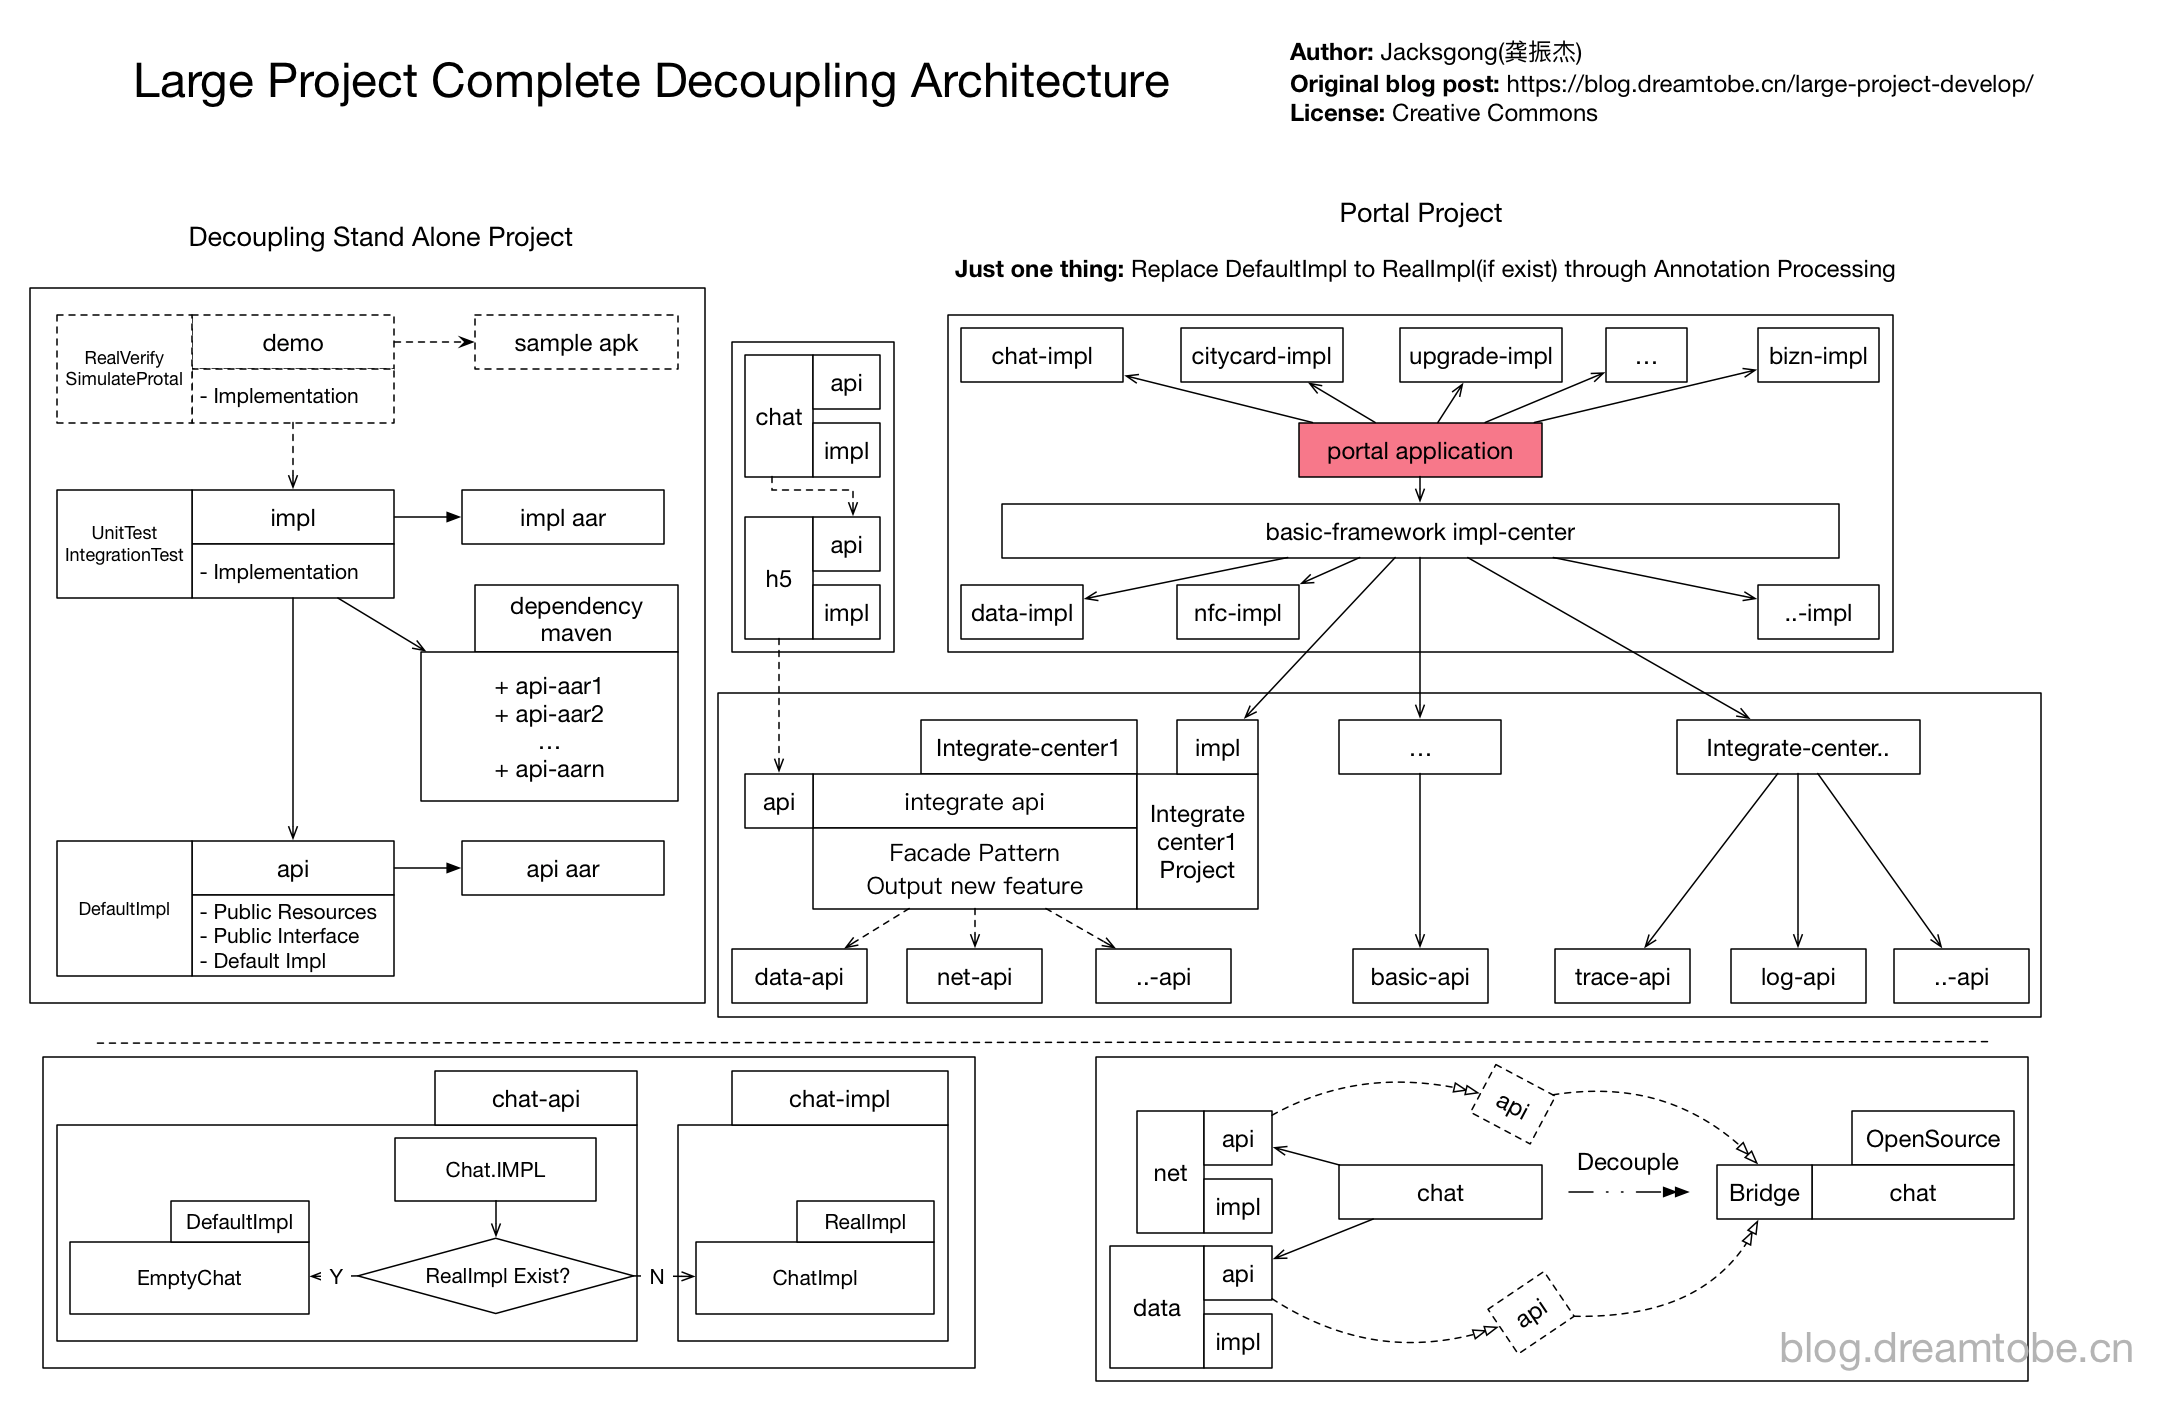 Large Project Complete Decoupling Architecture
Author: Jacksgong(龚振杰)
Original blog post: https://blog.dreamtobe.cn/large-project-develop/
License: Creative Commons
Decoupling Stand Alone Project
RealVerify
SimulateProtal
demo
- Implementation
sample apk
UnitTest
IntegrationTest
impl
- Implementation
impl aar
dependency
maven
+ api-aar1
+ api-aar2
...
+ api-aarn
DefaultImpl
api
- Public Resources
- Public Interface
- Default Impl
api aar
chat
api
impl
h5
api
impl
Portal Project
Just one thing: Replace DefaultImpl to RealImpl(if exist) through Annotation Processing
chat-impl
citycard-impl
upgrade-impl
...
bizn-impl
portal application
basic-framework impl-center
data-impl
nfc-impl
..-impl
Integrate-center1
impl
...
Integrate-center..
api
integrate api
Facade Pattern
Output new feature
Integrate
center1
Project
data-api
net-api
..-api
basic-api
trace-api
log-api
..-api
chat-api
Chat.IMPL
DefaultImpl
EmptyChat
Y
RealImpl Exist?
N
chat-impl
RealImpl
ChatImpl
net
api
impl
data
api
impl
chat
api
api
Decouple
OpenSource
Bridge
chat
blog.dreamtobe.cn